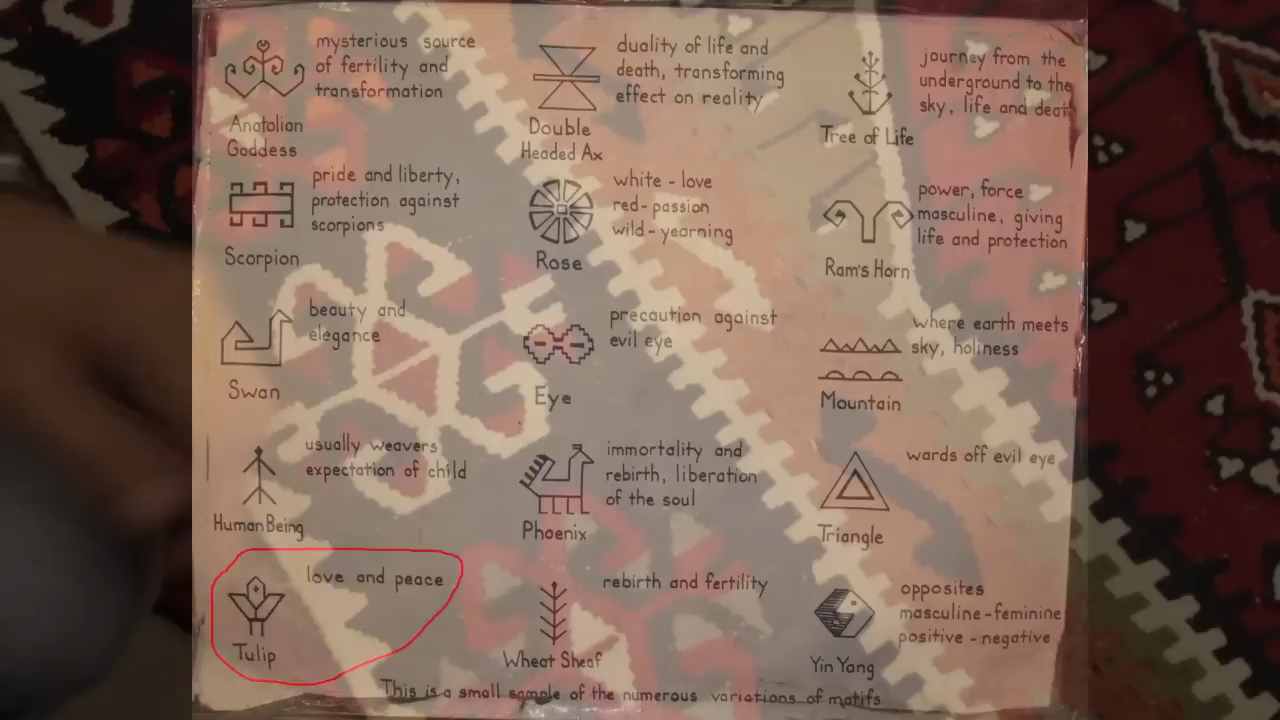 mysterious source
of fertility and
transformation
Anatolian
Goddess
duality of life and
death, transforming
effect on reality
Double
Headed Ax
journey from the
underground to the
sky, life and deat
Tree of Life
pride and liberty,
protection against
scorpions
Scorpion
white - love
red - passion
wild - yearning
Rose
power, force
masculine, giving
life and protection
Ram's Horn
beauty and
elegance
Swan
precaution against
evil eye
Eye
where earth meets
sky, holiness
Mountain
usually weavers
expectation of child
Human Being
immortality and
rebirth, liberation
of the soul
Phoenix
wards off evil eye
Triangle
love and peace
Tulip
rebirth and fertility
Wheat Sheaf
opposites
masculine - feminine
positive - negative
Yin Yang
This is a small sample of the numerous variations of motifs